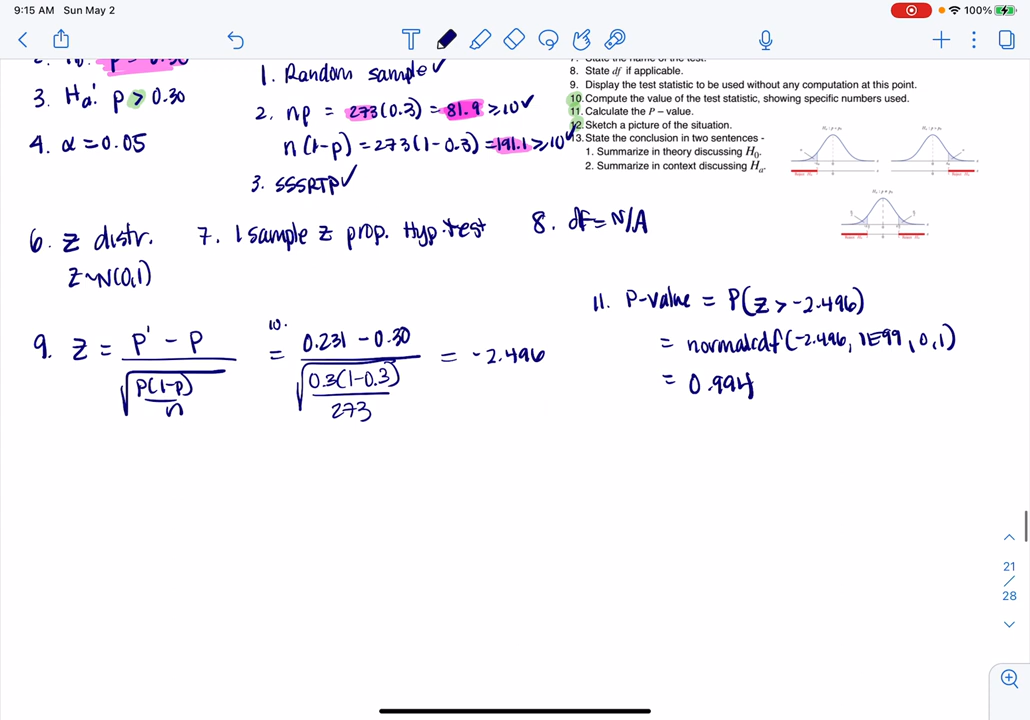 9:15 AM Sun May 2
100%
3. Ha: p > 0.30
4. α = 0.05
1. Random sample ✓
2. np = 273(0.3) = 81.9 ≥ 10 ✓
n(1-p) = 273(1-0.3) = 191.1 ≥ 10 ✓
3. SSSRTP ✓
8. State df if applicable.
9. Display the test statistic to be used without any computation at this point.
10. Compute the value of the test statistic, showing specific numbers used.
11. Calculate the P – value.
12. Sketch a picture of the situation.
13. State the conclusion in two sentences -
1. Summarize in theory discussing H₀.
2. Summarize in context discussing Hₐ.
6. Z distr.
Z~N(0,1)
7. 1 sample z prop. Hyp. test
8. df = N/A
9. Z = P' - P / √(P(1-P)/n)
10. = 0.231 - 0.30 / √(0.3(1-0.3)/273) = -2.496
11. P-value = P(Z > -2.496)
= normalcdf(-2.496, 1E99, 0, 1)
= 0.994
21
/
28